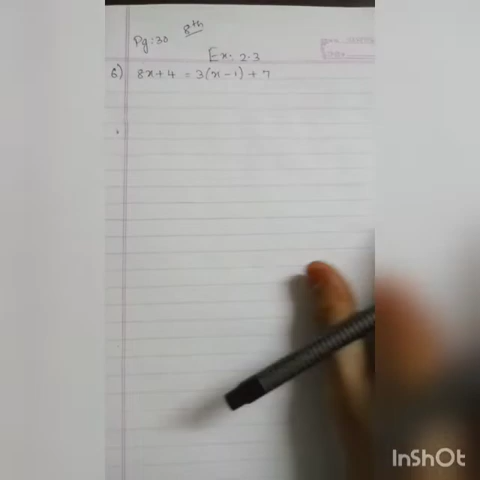 Pg:30 8th
Ex: 2.3
6) 8x+4 = 3(x-1)+7
InShOt